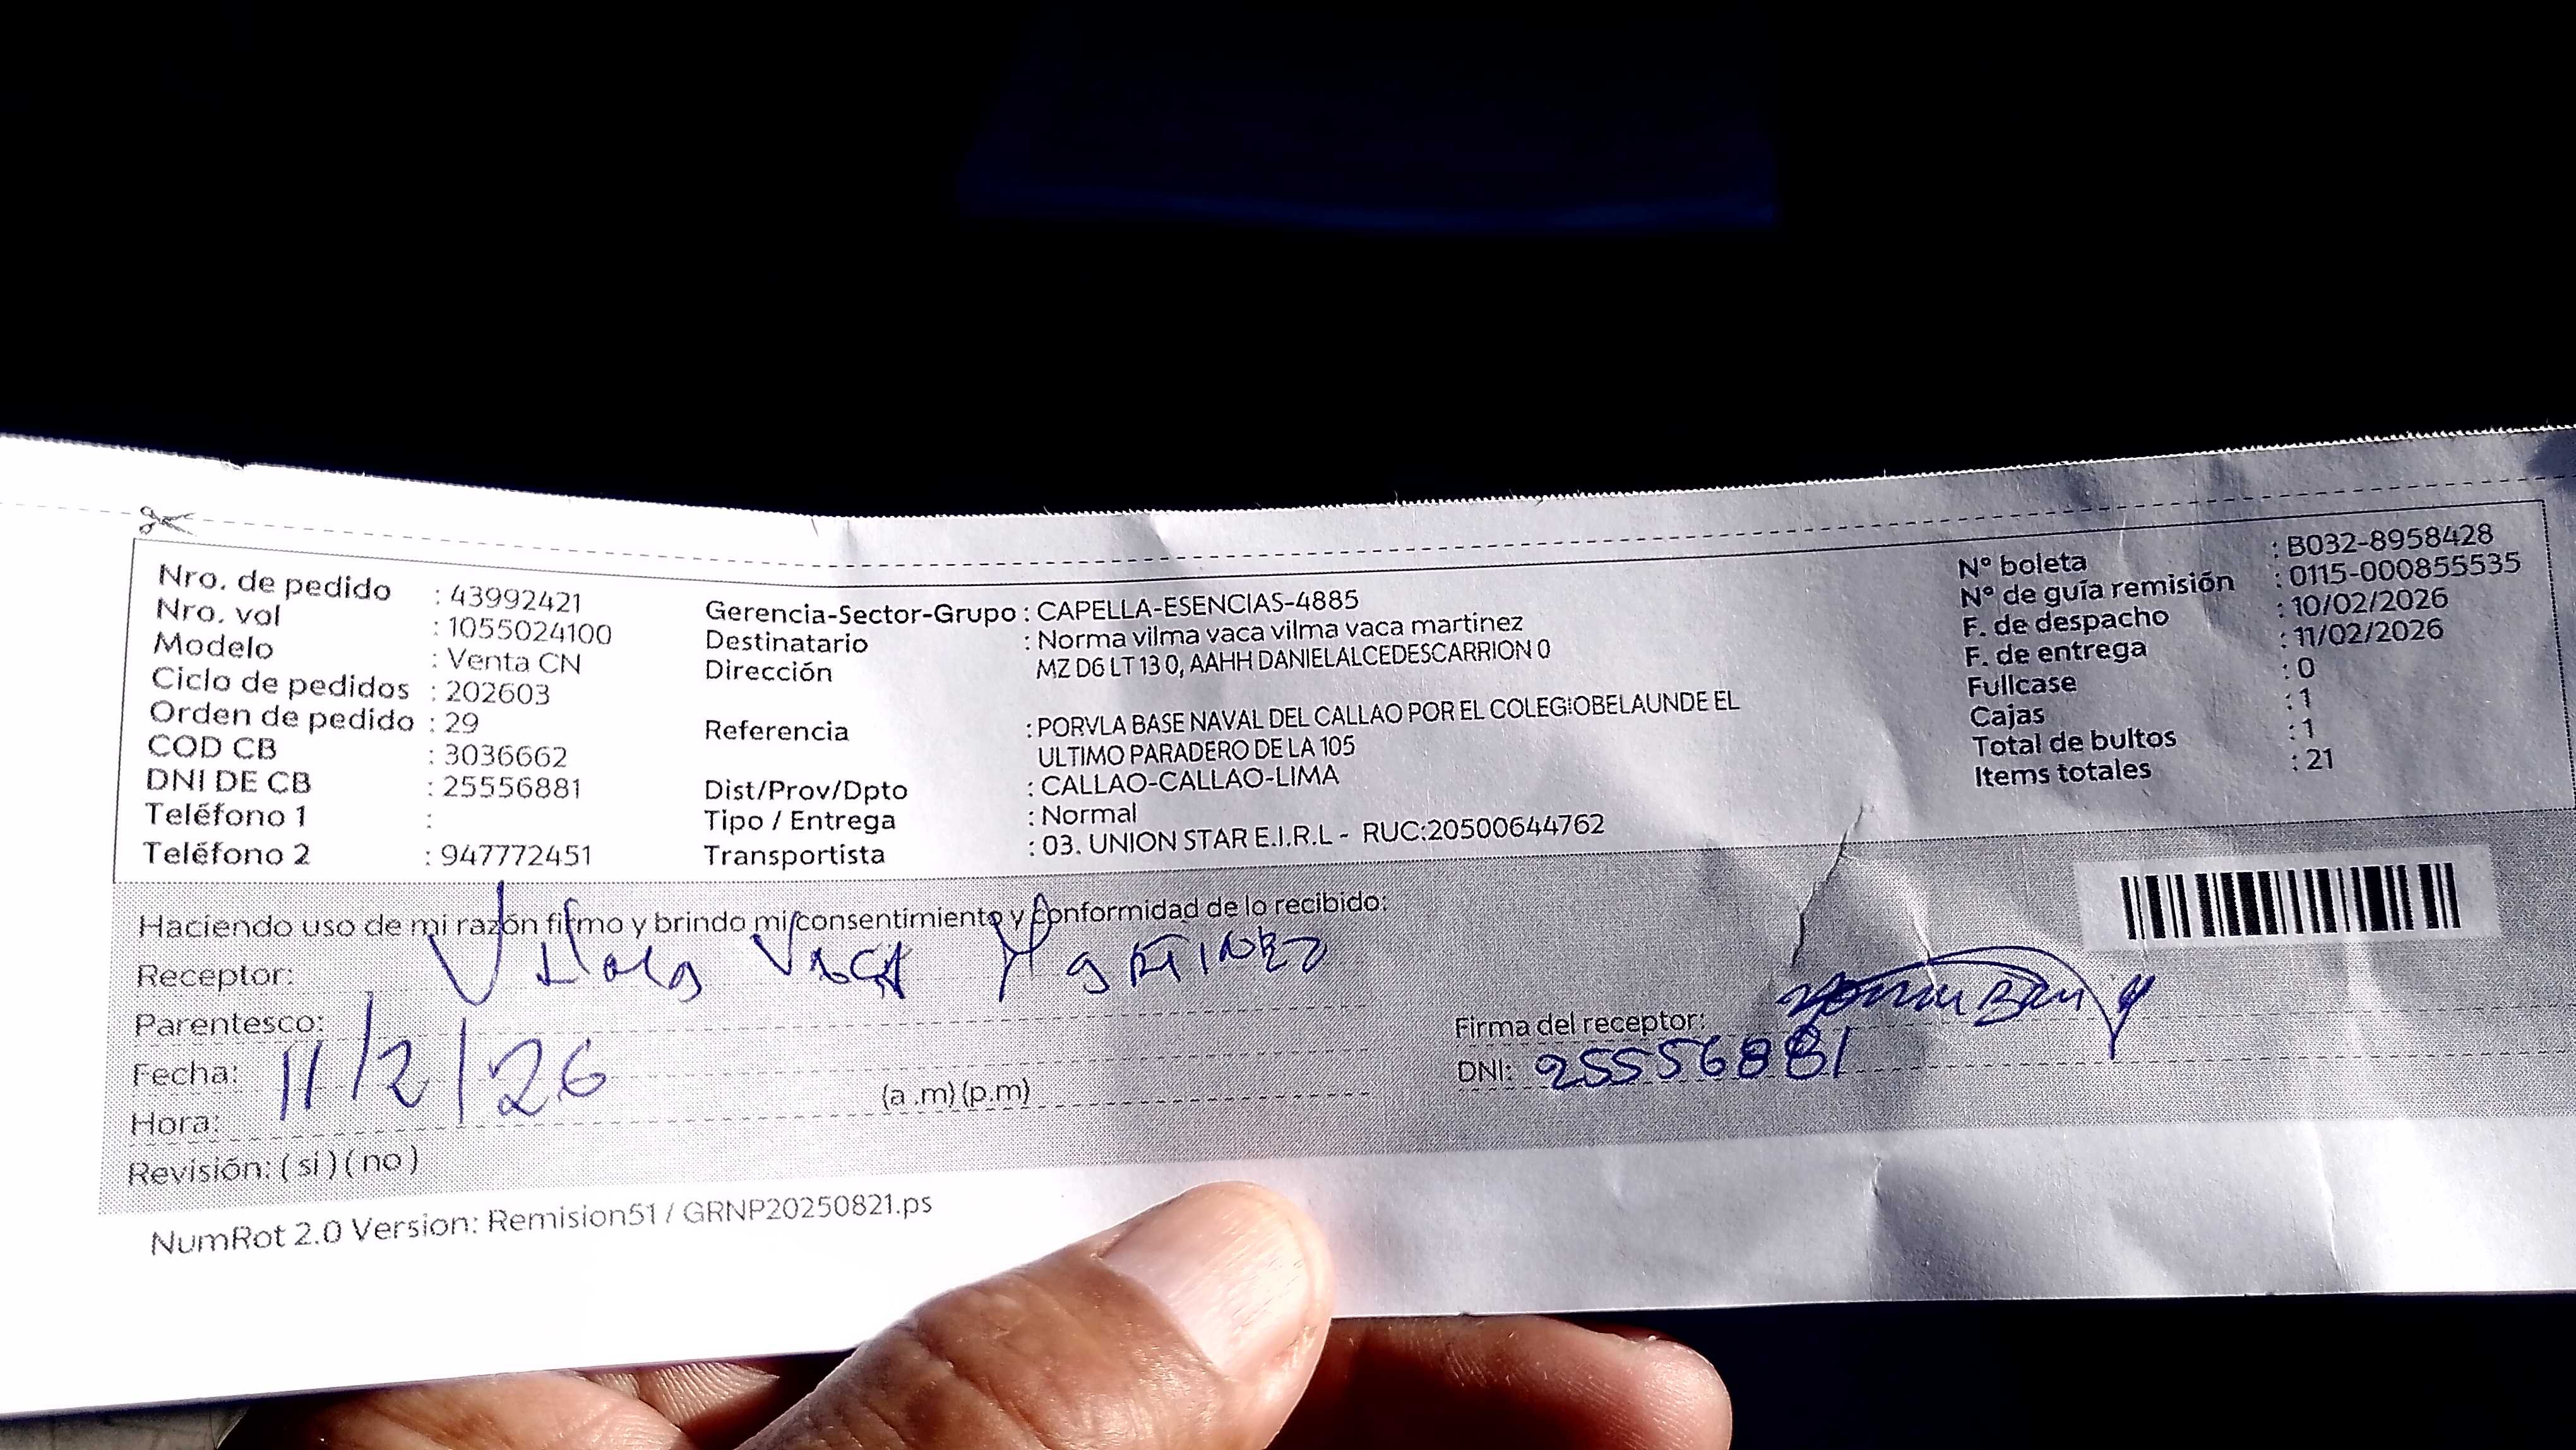 Nro. de pedido : 43992421
Nro. vol : 1055024100
Modelo : Venta CN
Ciclo de pedidos : 202603
Orden de pedido : 29
COD CB : 3036662
DNI DE CB : 25556881
Teléfono 1 :
Teléfono 2 : 947772451
Gerencia-Sector-Grupo : CAPELLA-ESENCIAS-4885
Destinatario : Norma vilma vaca vilma vaca martinez
Dirección MZ D6 LT 13 0, AAHH DANIELALCEDESCARRION 0
Referencia : PORVLA BASE NAVAL DEL CALLAO POR EL COLEGIOBELAUNDE EL
ULTIMO PARADERO DE LA 105
Dist/Prov/Dpto : CALLAO-CALLAO-LIMA
Tipo / Entrega : Normal
Transportista : 03. UNION STAR E.I.R.L - RUC:20500644762
Nº boleta : B032-8958428
Nº de guía remisión : 0115-000855535
F. de despacho : 10/02/2026
F. de entrega : 11/02/2026
Fullcase : 0
Cajas : 1
Total de bultos : 1
Items totales : 21
Haciendo uso de mi razón firmo y brindo mi consentimiento y conformidad de lo recibido:
Receptor: Vilma VACA MARTINEZ
Parentesco:
Fecha: 11/2/26
Hora: (a .m) (p.m)
Revisión: ( si ) ( no )
Firma del receptor:
DNI: 25556881
NumRot 2.0 Version: Remision51 / GRNP20250821.ps